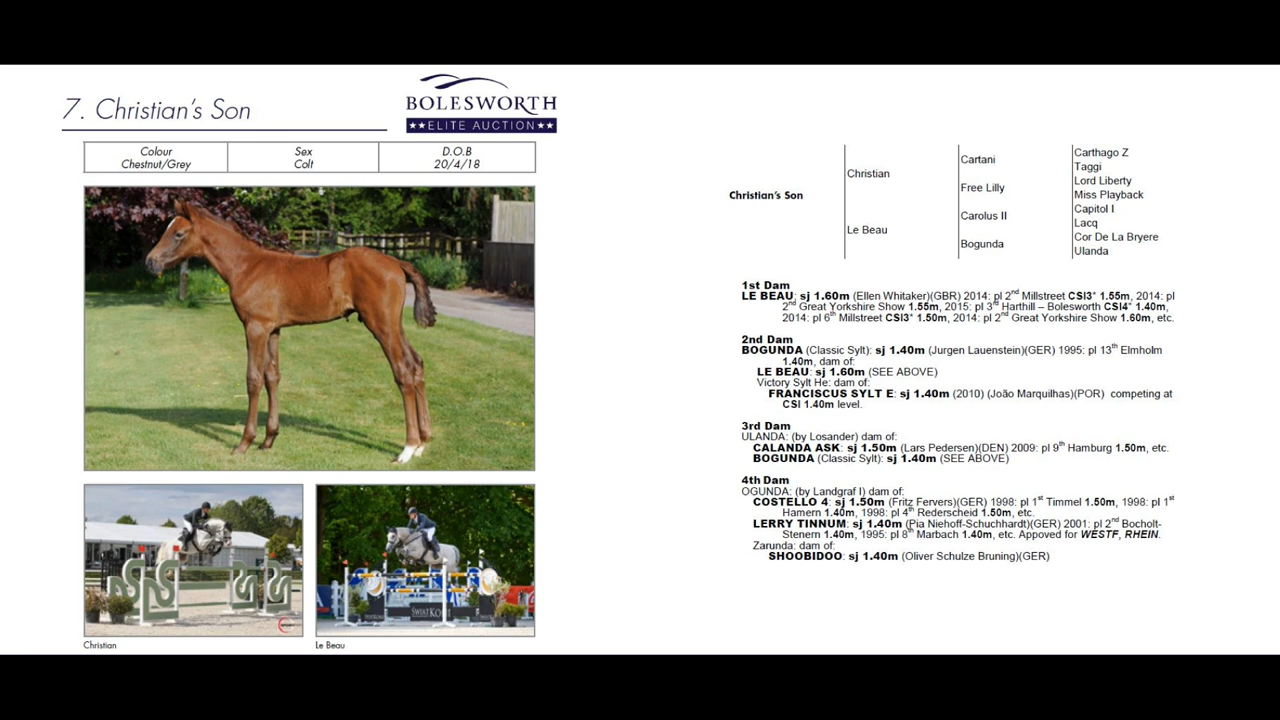 7. Christian's Son
BOLESWORTH
★★ELITE AUCTION★★
Colour
Chestnut/Grey
Sex
Colt
D.O.B
20/4/18
Christian
Le Beau
Christian's Son
Christian
Le Beau
Cartani
Free Lilly
Carolus II
Bogunda
Carthago Z
Taggi
Lord Liberty
Miss Playback
Capitol I
Lacq
Cor De La Bryere
Ulanda
1st Dam
LE BEAU: sj 1.60m (Ellen Whitaker)(GBR) 2014: pl 2nd Millstreet CSI3* 1.55m, 2014: pl
2nd Great Yorkshire Show 1.55m, 2015: pl 3rd Harthill – Bolesworth CSI4* 1.40m,
2014: pl 6th Millstreet CSI3* 1.50m, 2014: pl 2nd Great Yorkshire Show 1.60m, etc.
2nd Dam
BOGUNDA (Classic Sylt): sj 1.40m (Jurgen Lauenstein)(GER) 1995: pl 13th Elmholm
1.40m, dam of:
LE BEAU: sj 1.60m (SEE ABOVE)
Victory Sylt He: dam of:
FRANCISCUS SYLT E: sj 1.40m (2010) (João Marquilhas)(POR) competing at
CSI 1.40m level.
3rd Dam
ULANDA: (by Losander) dam of:
CALANDA ASK: sj 1.50m (Lars Pedersen)(DEN) 2009: pl 9th Hamburg 1.50m, etc.
BOGUNDA (Classic Sylt): sj 1.40m (SEE ABOVE)
4th Dam
OGUNDA: (by Landgraf I) dam of:
COSTELLO 4: sj 1.50m (Fritz Fervers)(GER) 1998: pl 1st Timmel 1.50m, 1998: pl 1st
Hamern 1.40m, 1998: pl 4th Rederscheid 1.50m, etc.
LERRY TINNUM: sj 1.40m (Pia Niehoff-Schuchhardt)(GER) 2001: pl 2nd Bocholt-
Stenern 1.40m, 1995: pl 8th Marbach 1.40m, etc. Appoved for WESTF, RHEIN.
Zarunda: dam of:
SHOOBIDOO: sj 1.40m (Oliver Schulze Bruning)(GER)